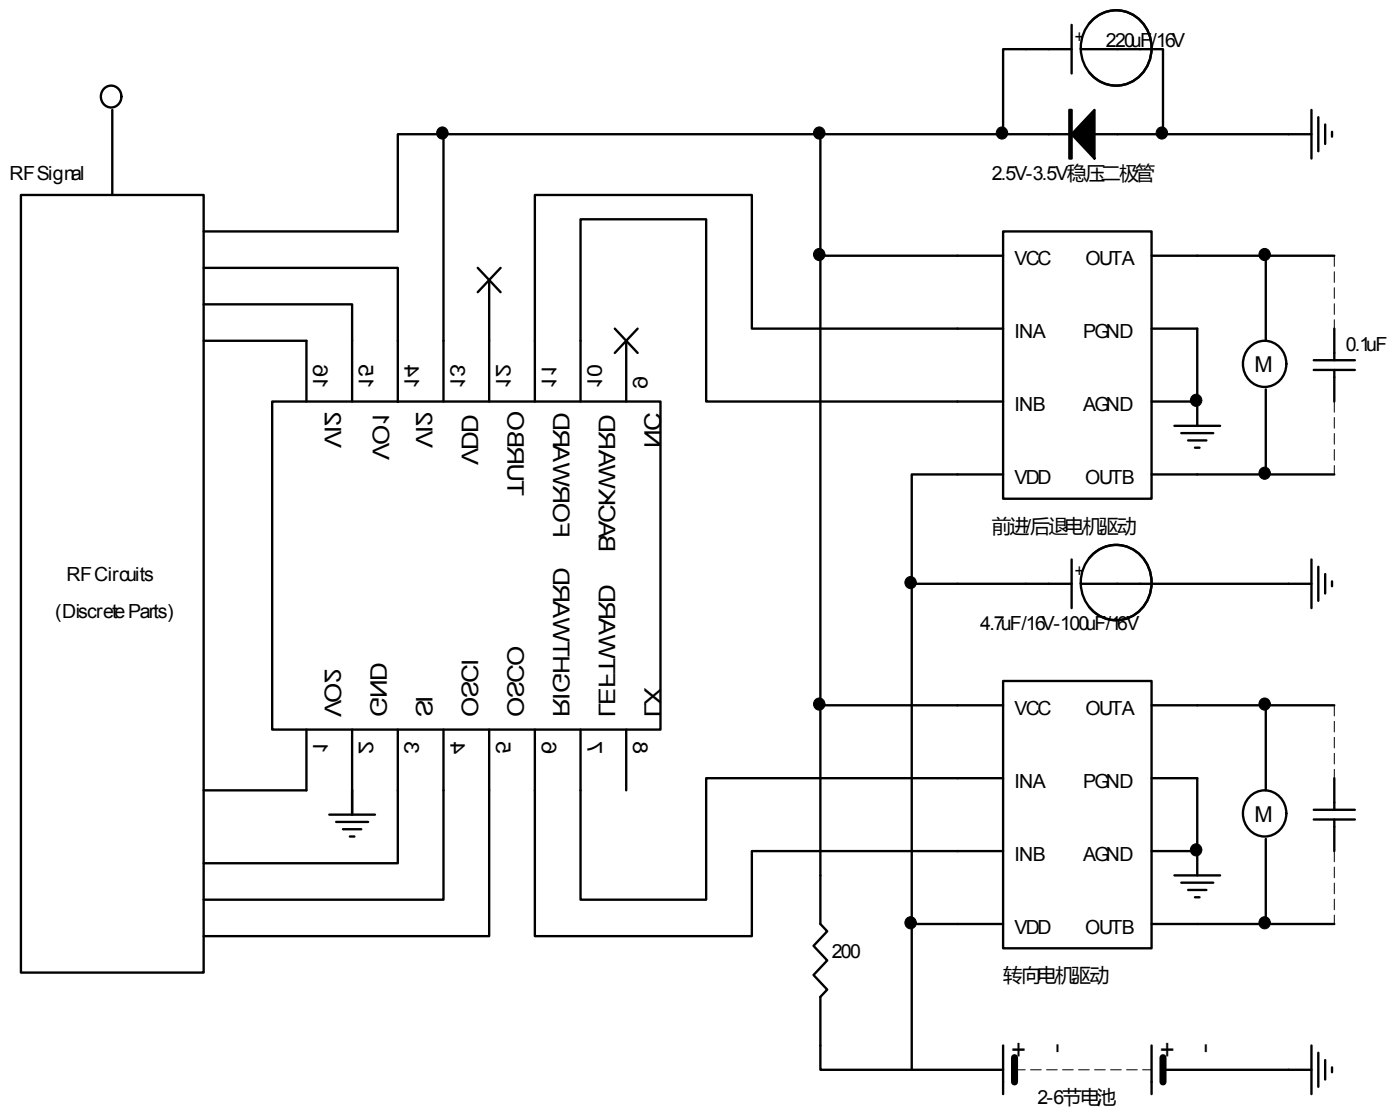 220uF/16V
RF Signal
2.5V-3.5V稳压二极管
VCC OUTA
INA PGND
0.1uF
M
INB AGND
VDD OUTB
前进/后退电机驱动
16 15 14 13 12 11 10 9
VI2 VO1 VI2 VDD TURBO FORWARD BACKWARD NC
RF Circuits
(Discrete Parts)
4.7uF/16V-100uF/16V
VO2 GND SI OSCI OSCO RIGHTWARD LEFTWARD LX
1 2 3 4 5 6 7 8
VCC OUTA
INA PGND
M
INB AGND
VDD OUTB
200
转向电机驱动
+ - + -
2-6节电池